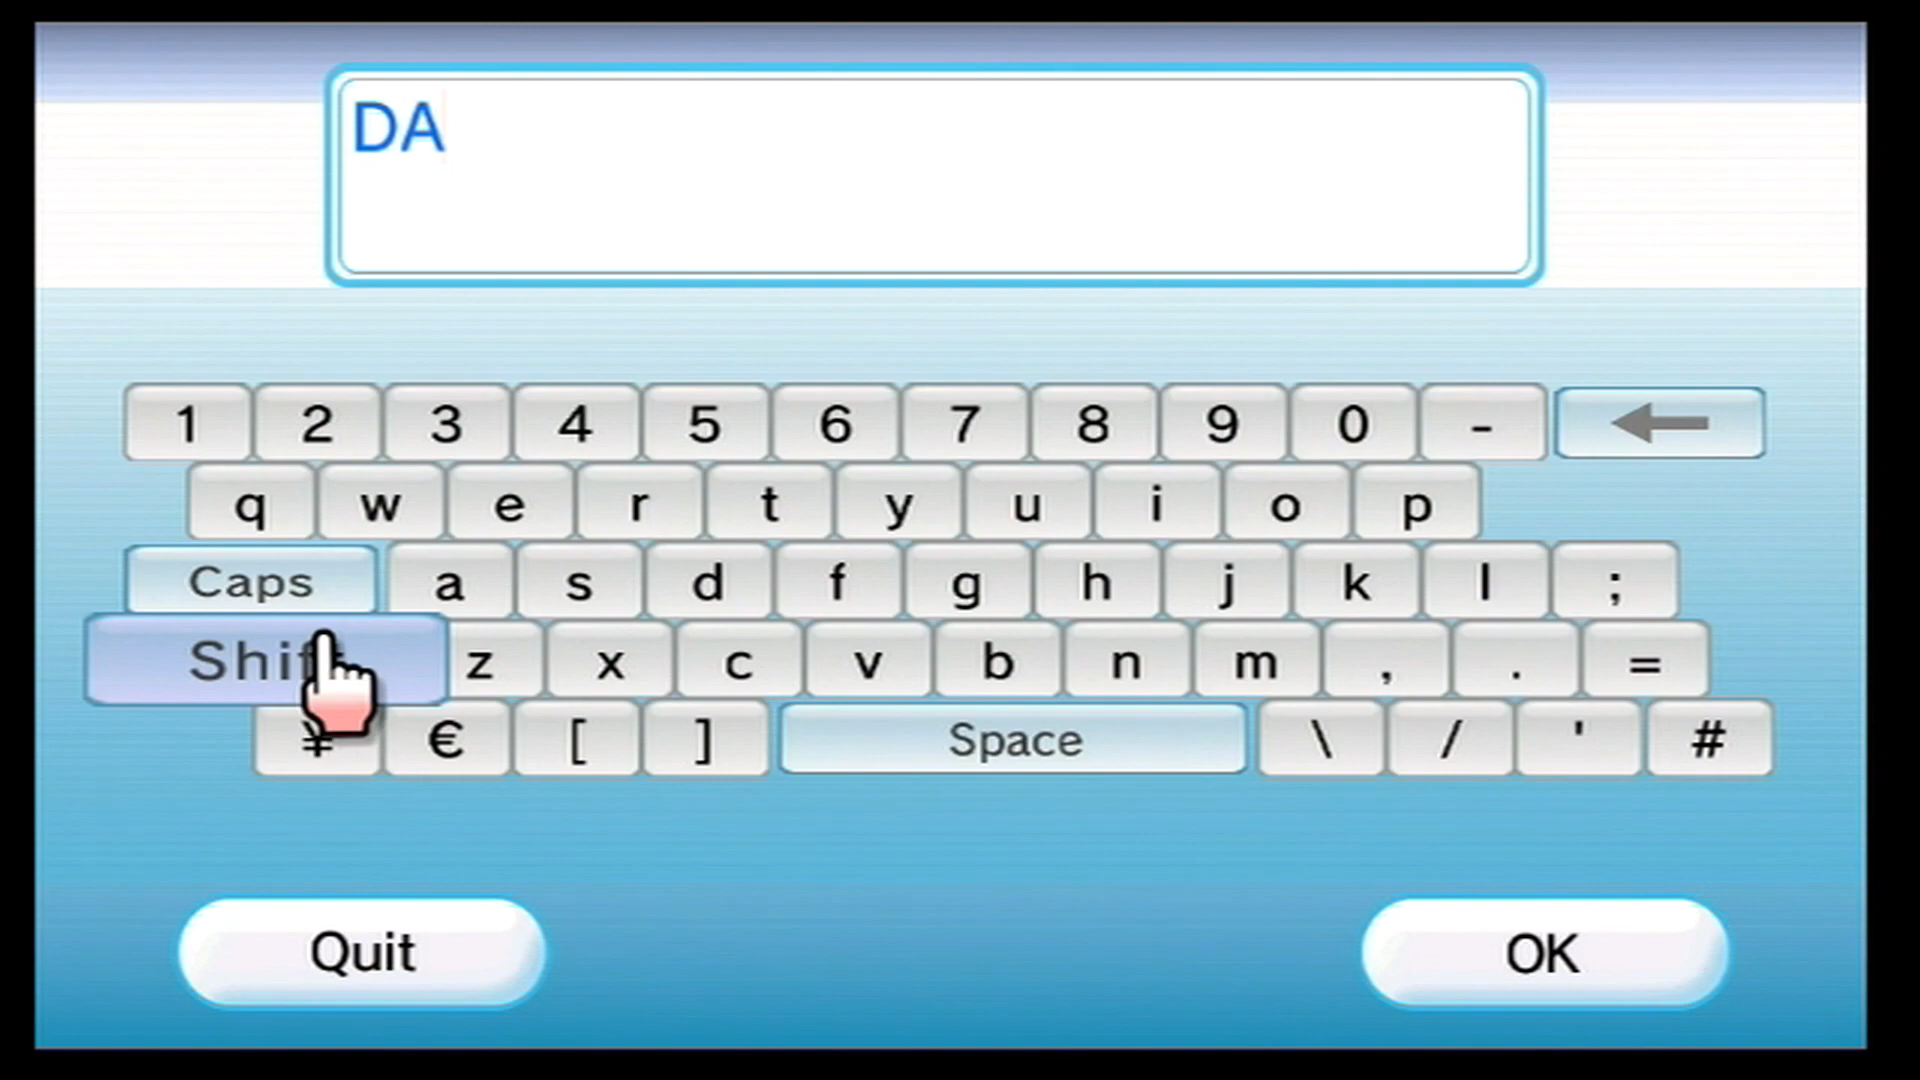 DA
1 2 3 4 5 6 7 8 9 0 -
q w e r t y u i o p
Caps a s d f g h j k l ;
Shift z x c v b n m , . =
¥ € [ ] Space \ / ' #
Quit OK